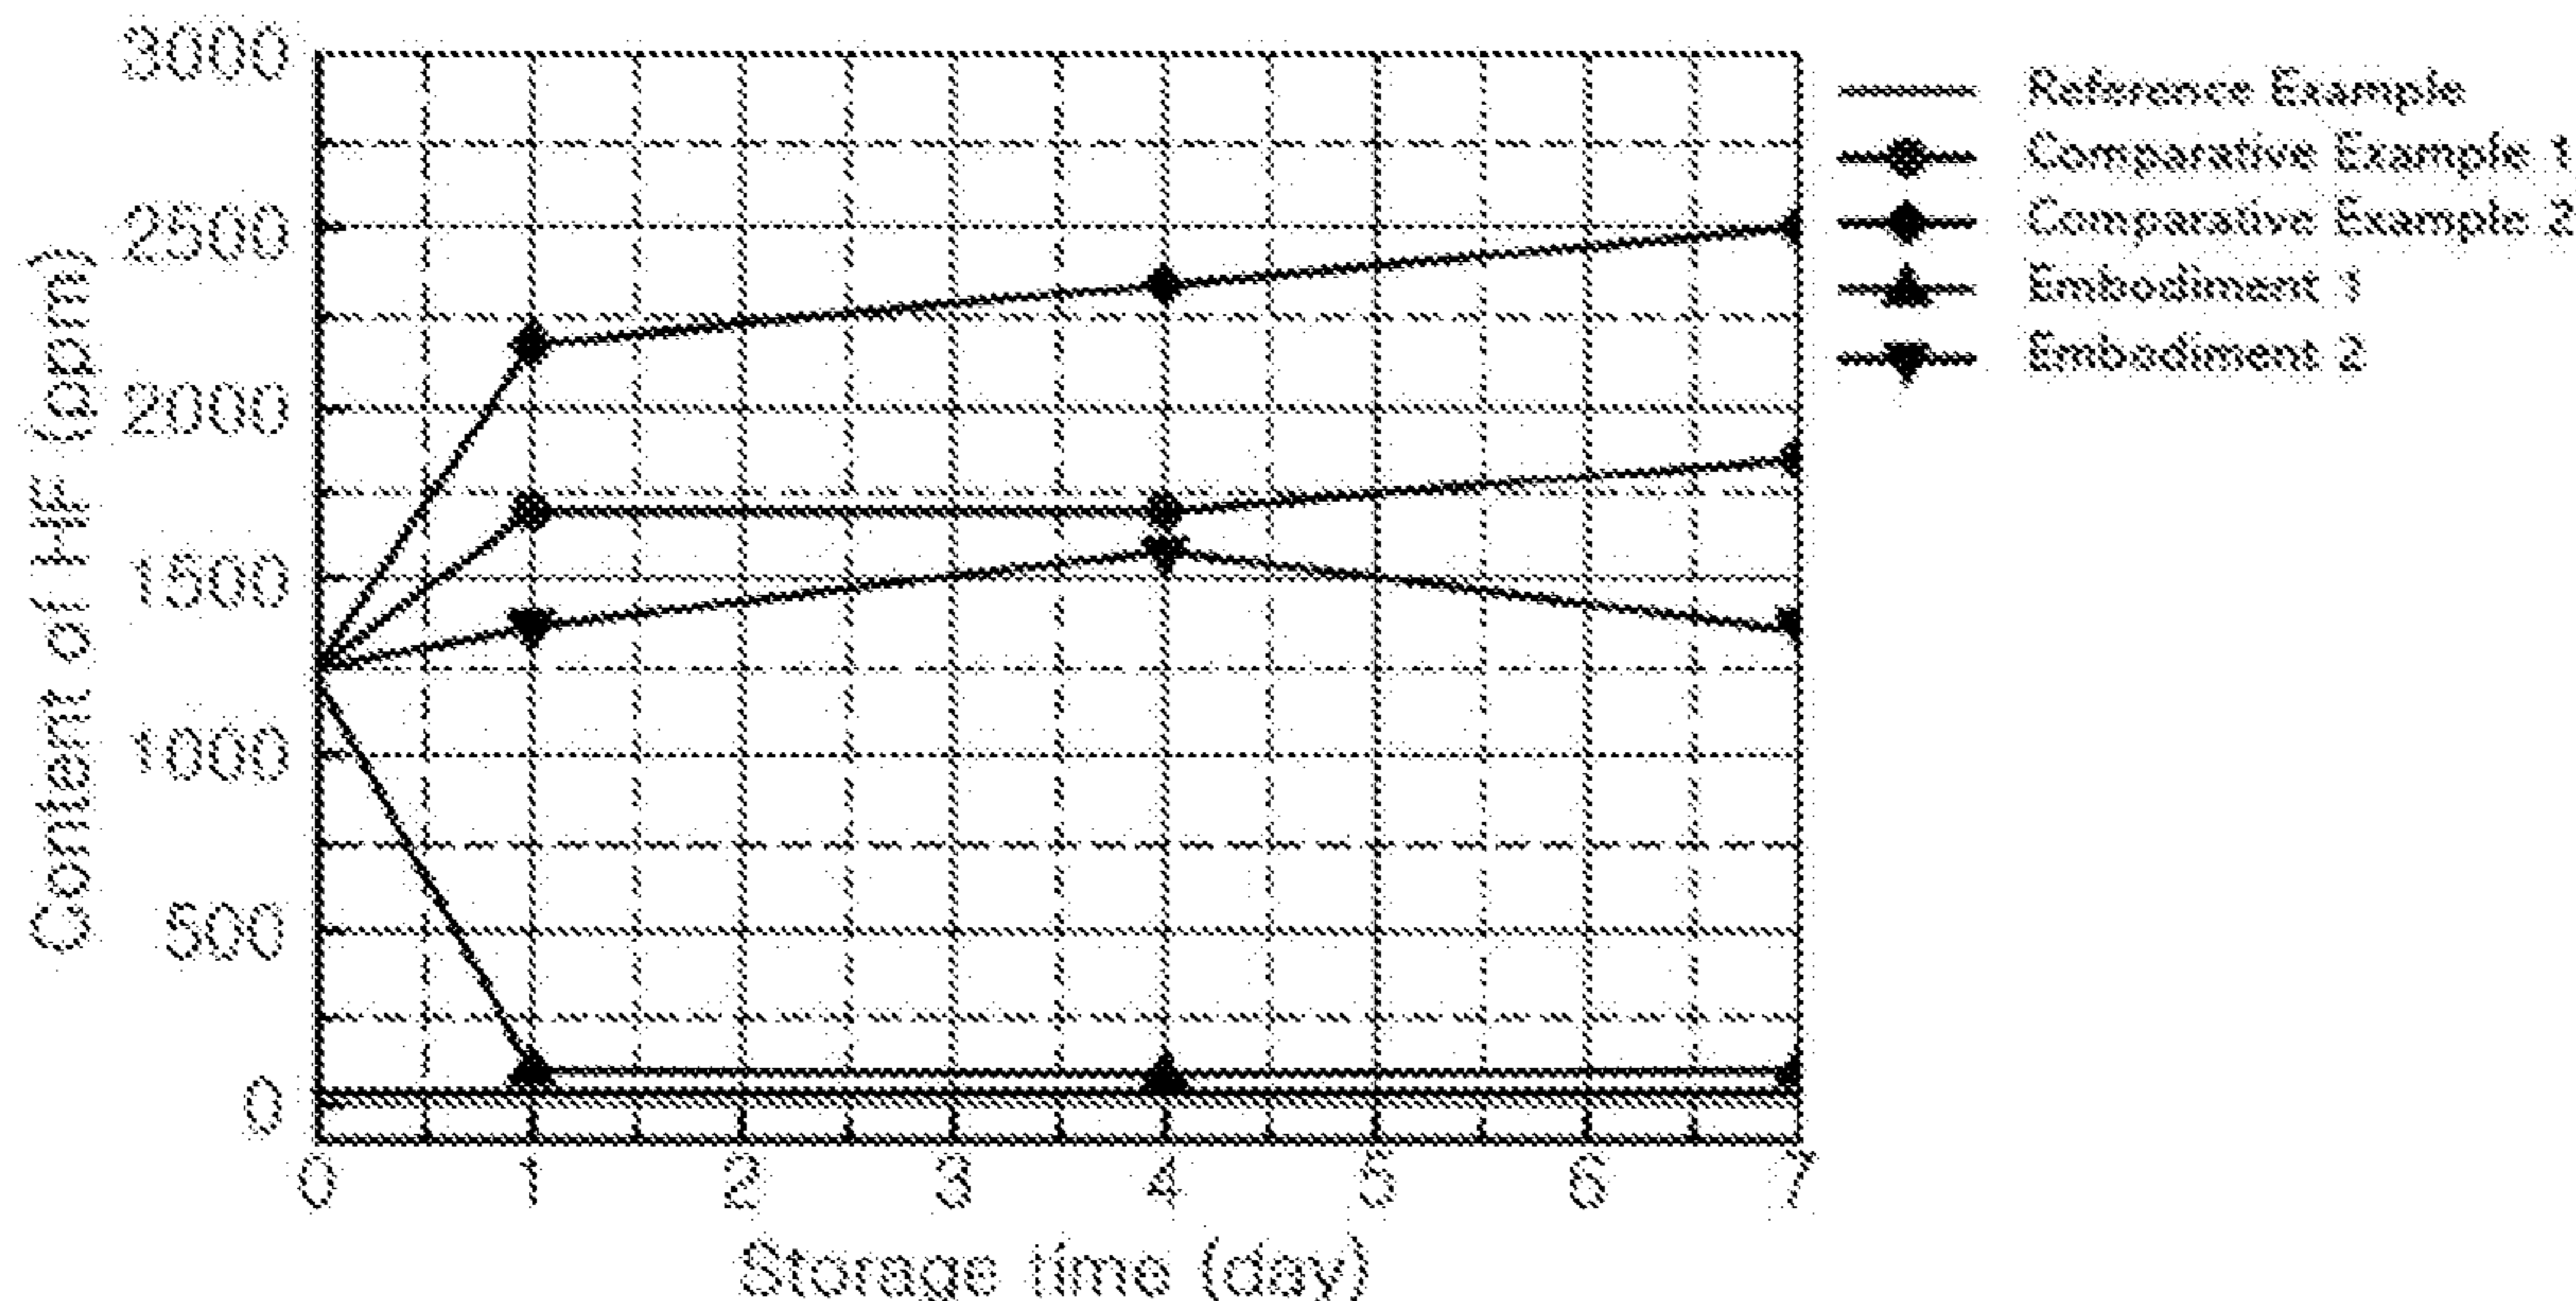 Content of HF (ppm)
3000
2500
2000
1500
1000
500
0
0 1 2 3 4 5 6 7
Storage time (day)
Reference Example
Comparative Example 1
Comparative Example 2
Embodiment 1
Embodiment 2